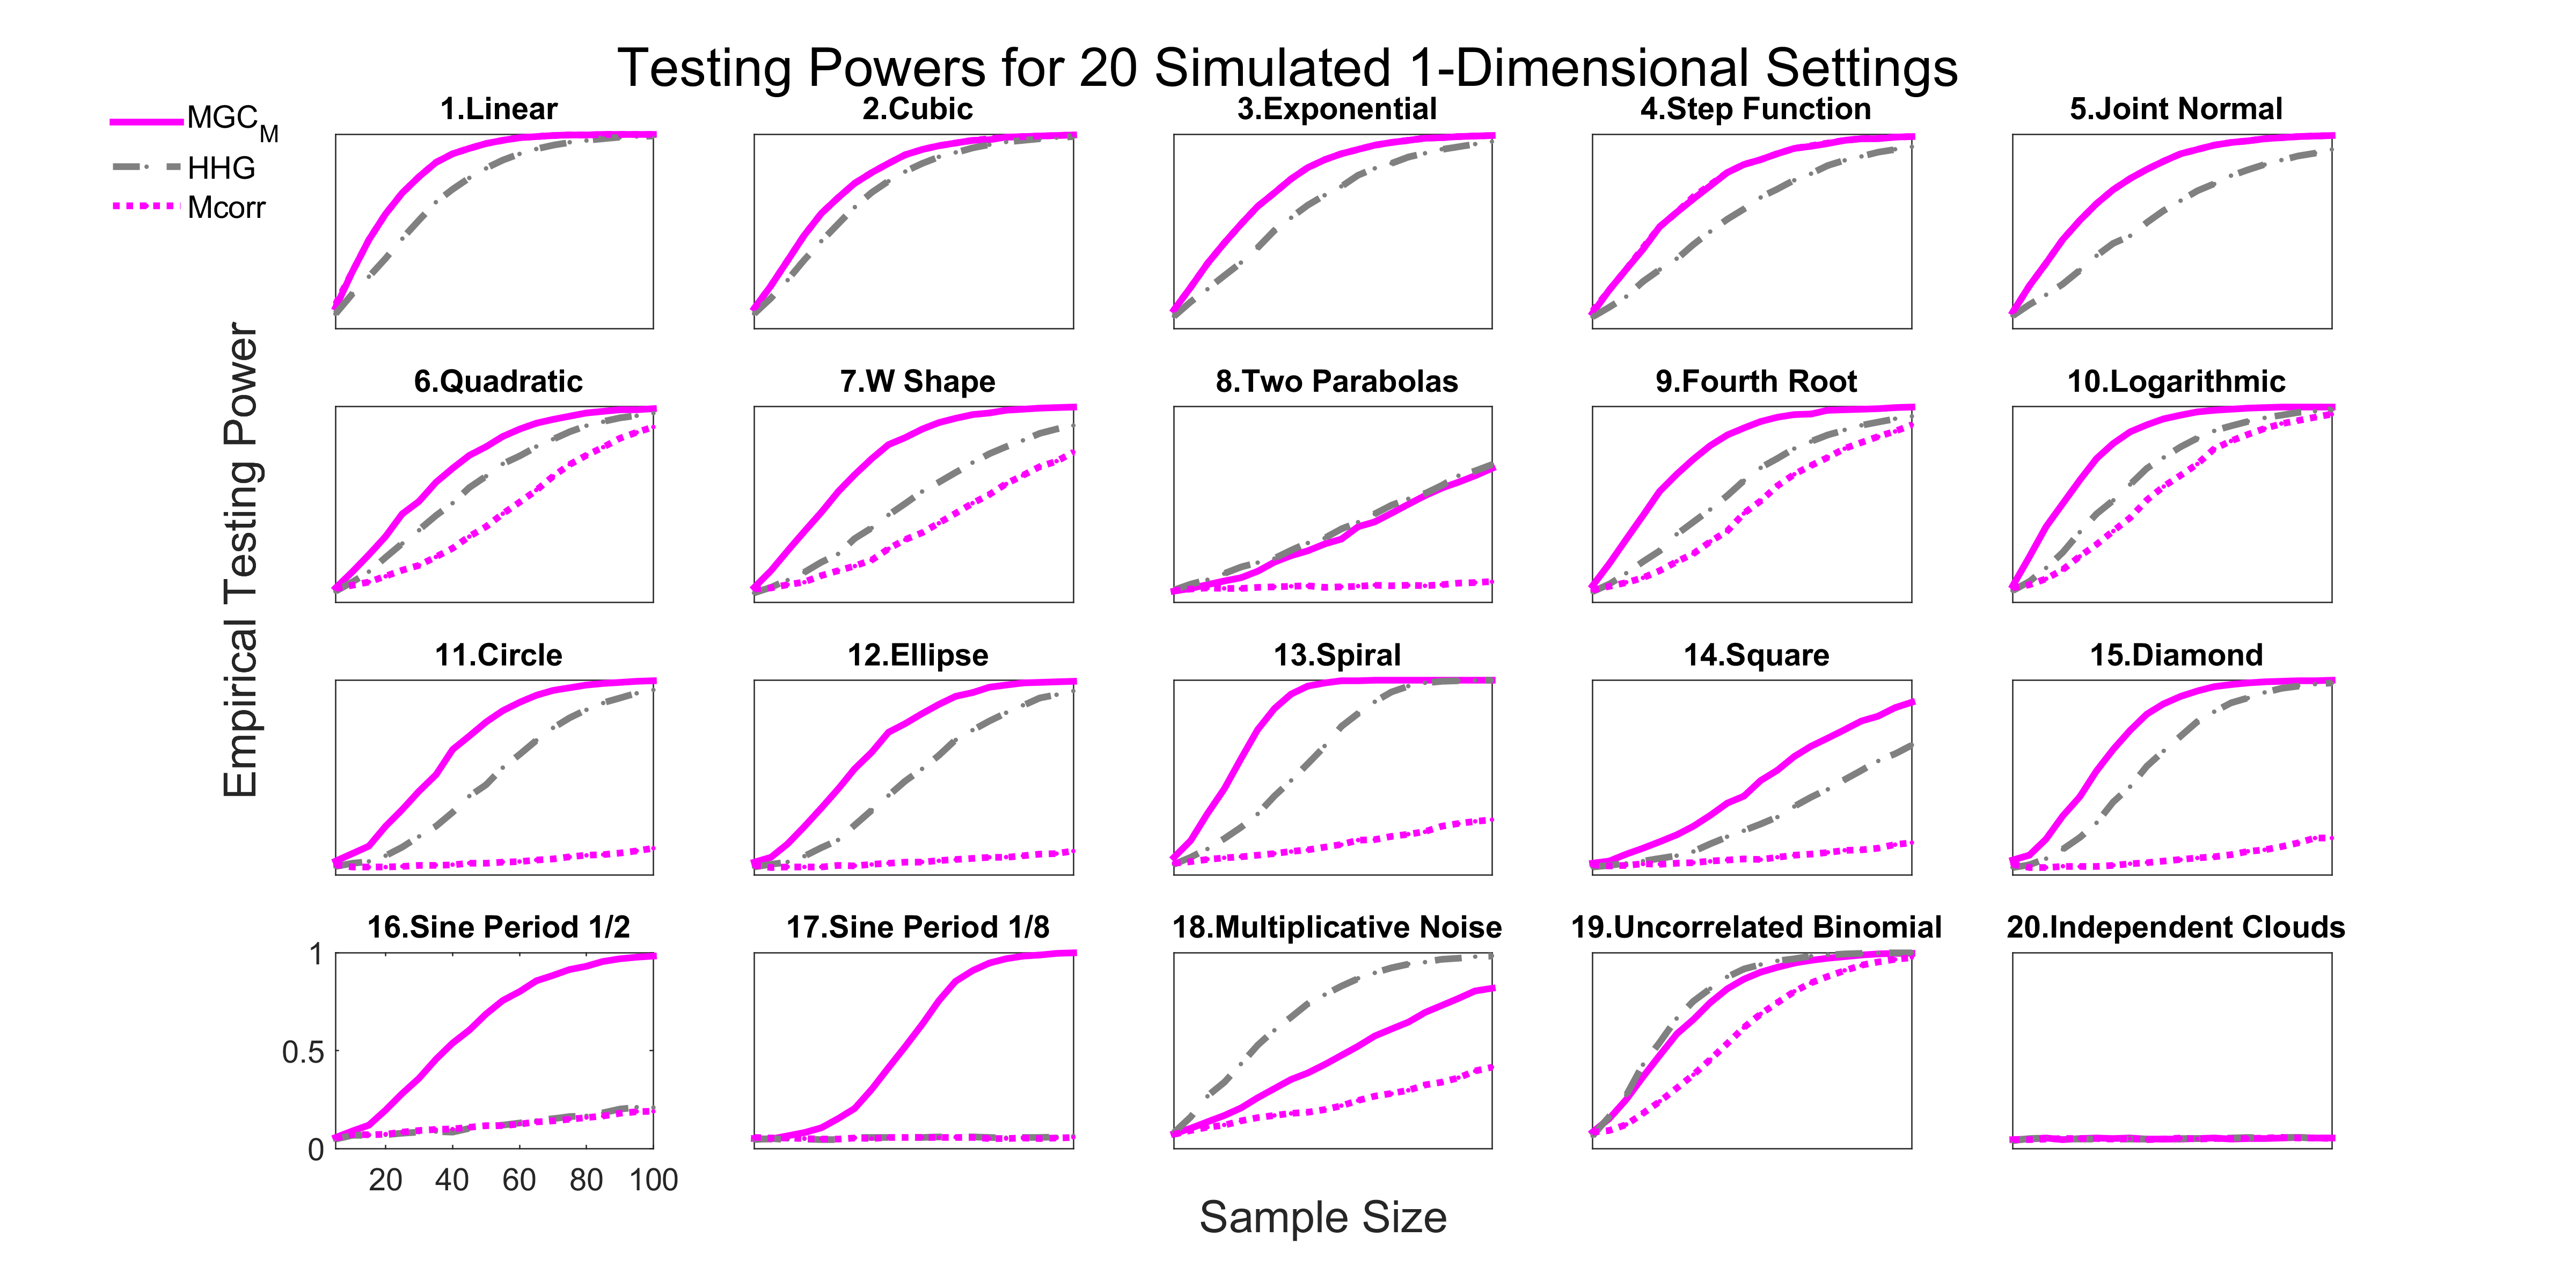 Testing Powers for 20 Simulated 1-Dimensional Settings
MGC_M
HHG
Mcorr
1.Linear
2.Cubic
3.Exponential
4.Step Function
5.Joint Normal
6.Quadratic
7.W Shape
8.Two Parabolas
9.Fourth Root
10.Logarithmic
11.Circle
12.Ellipse
13.Spiral
14.Square
15.Diamond
16.Sine Period 1/2
17.Sine Period 1/8
18.Multiplicative Noise
19.Uncorrelated Binomial
20.Independent Clouds
Empirical Testing Power
1
0.5
0
20 40 60 80 100
Sample Size